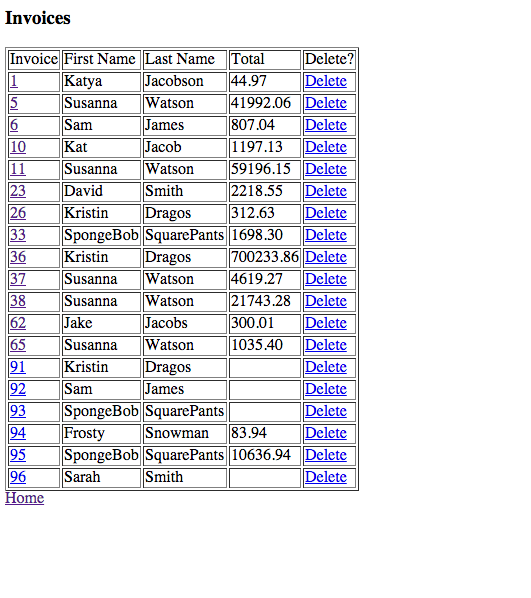 Invoices
Invoice First Name Last Name Total Delete?
1 Katya Jacobson 44.97 Delete
5 Susanna Watson 41992.06 Delete
6 Sam James 807.04 Delete
10 Kat Jacob 1197.13 Delete
11 Susanna Watson 59196.15 Delete
23 David Smith 2218.55 Delete
26 Kristin Dragos 312.63 Delete
33 SpongeBob SquarePants 1698.30 Delete
36 Kristin Dragos 700233.86 Delete
37 Susanna Watson 4619.27 Delete
38 Susanna Watson 21743.28 Delete
62 Jake Jacobs 300.01 Delete
65 Susanna Watson 1035.40 Delete
91 Kristin Dragos Delete
92 Sam James Delete
93 SpongeBob SquarePants Delete
94 Frosty Snowman 83.94 Delete
95 SpongeBob SquarePants 10636.94 Delete
96 Sarah Smith Delete
Home